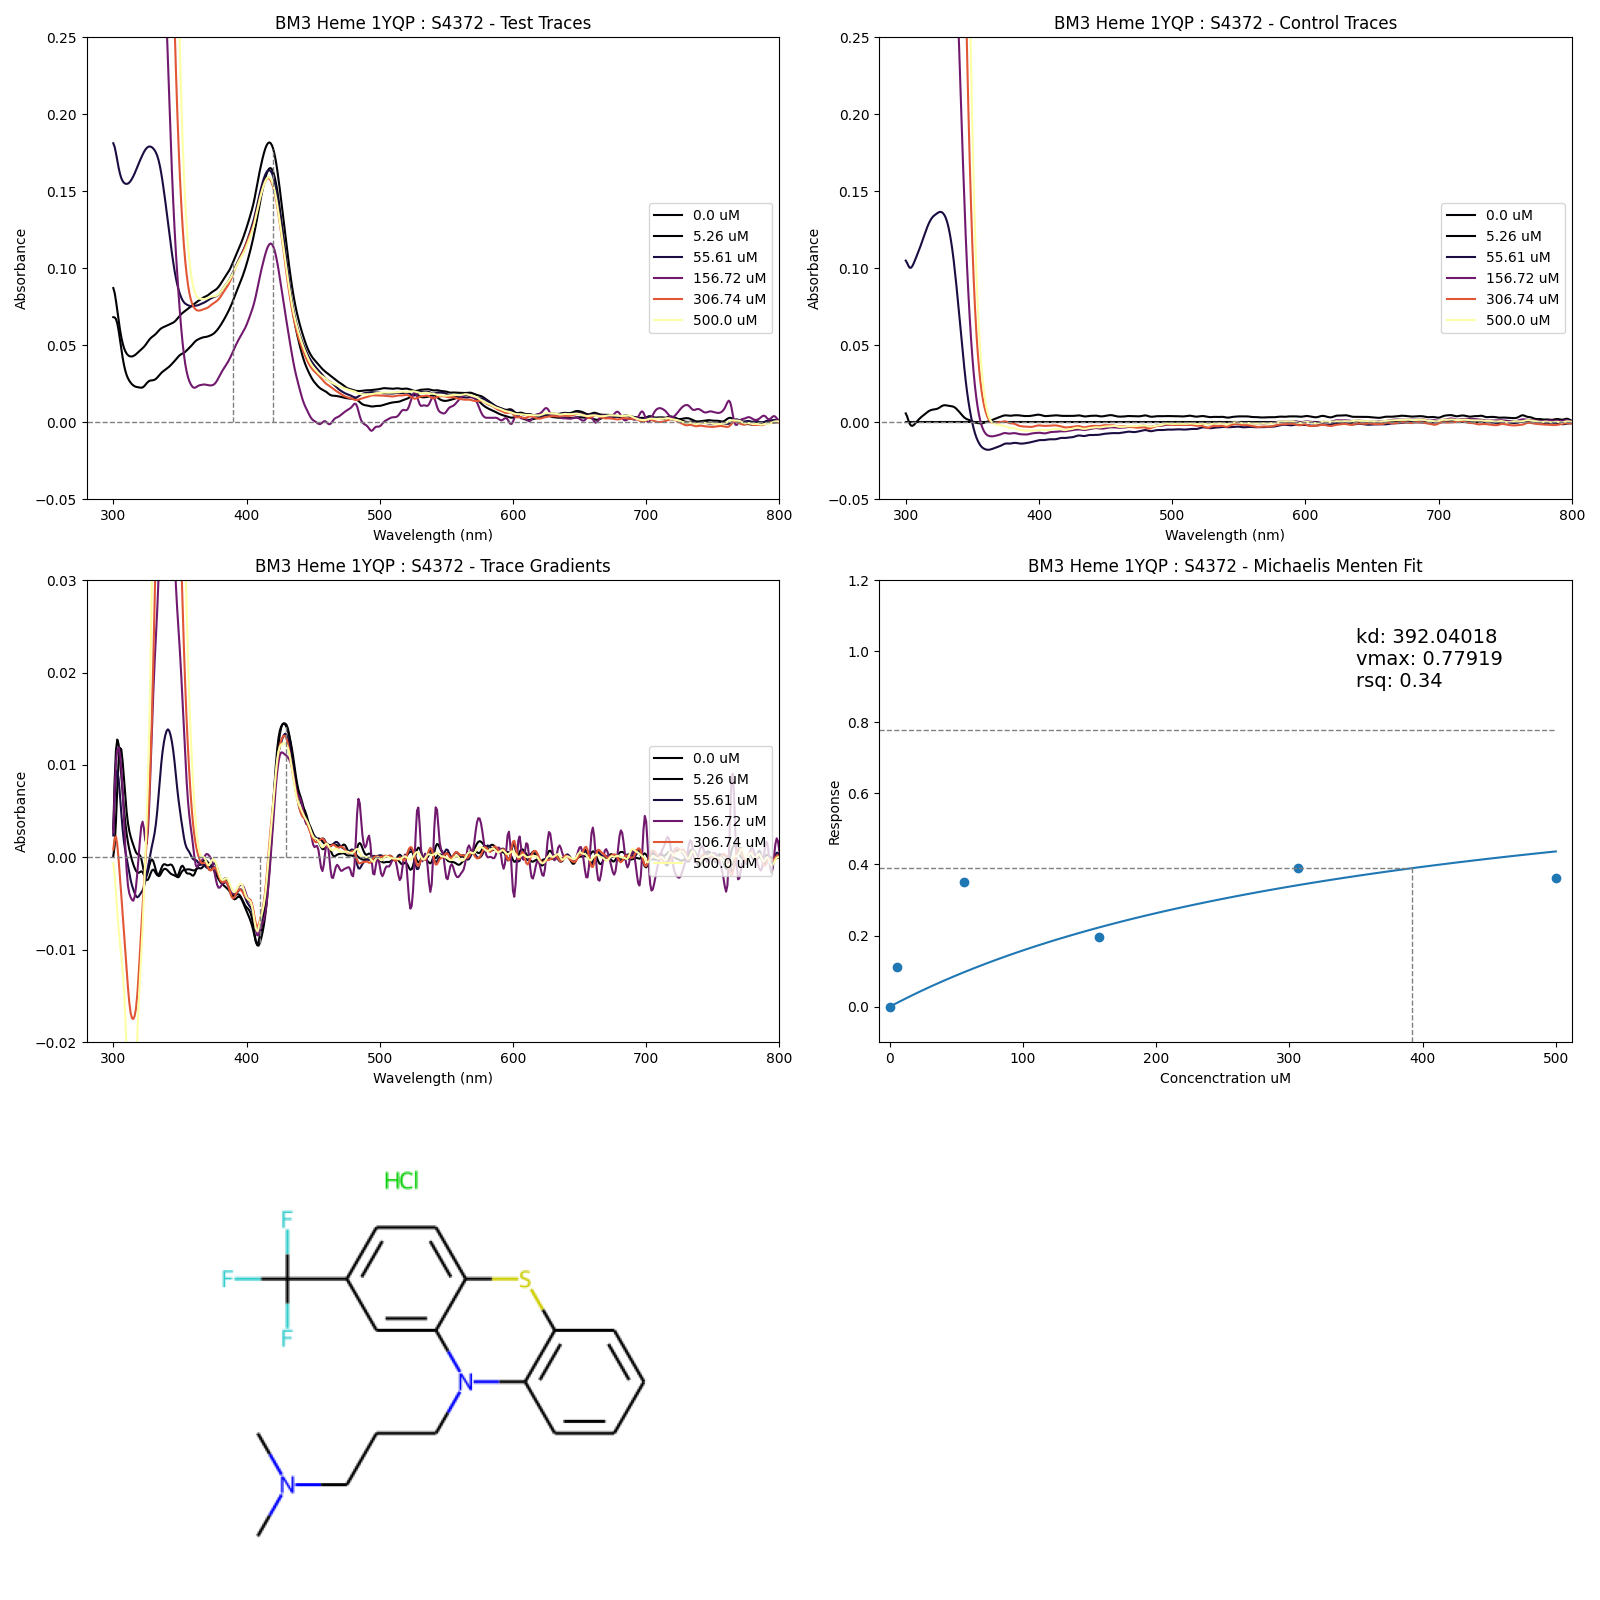 BM3 Heme 1YQP : S4372 - Test Traces
0.25
0.20
0.15
0.10
0.05
0.00
−0.05
300 400 500 600 700 800
Wavelength (nm)
Absorbance
0.0 uM
5.26 uM
55.61 uM
156.72 uM
306.74 uM
500.0 uM
BM3 Heme 1YQP : S4372 - Control Traces
0.25
0.20
0.15
0.10
0.05
0.00
−0.05
300 400 500 600 700 800
Wavelength (nm)
Absorbance
0.0 uM
5.26 uM
55.61 uM
156.72 uM
306.74 uM
500.0 uM
BM3 Heme 1YQP : S4372 - Trace Gradients
0.03
0.02
0.01
0.00
−0.01
−0.02
300 400 500 600 700 800
Wavelength (nm)
Absorbance
0.0 uM
5.26 uM
55.61 uM
156.72 uM
306.74 uM
500.0 uM
BM3 Heme 1YQP : S4372 - Michaelis Menten Fit
1.2
1.0
0.8
0.6
0.4
0.2
0.0
0 100 200 300 400 500
Concenctration uM
Response
kd: 392.04018
vmax: 0.77919
rsq: 0.34
HCl
F
F
F
S
N
N